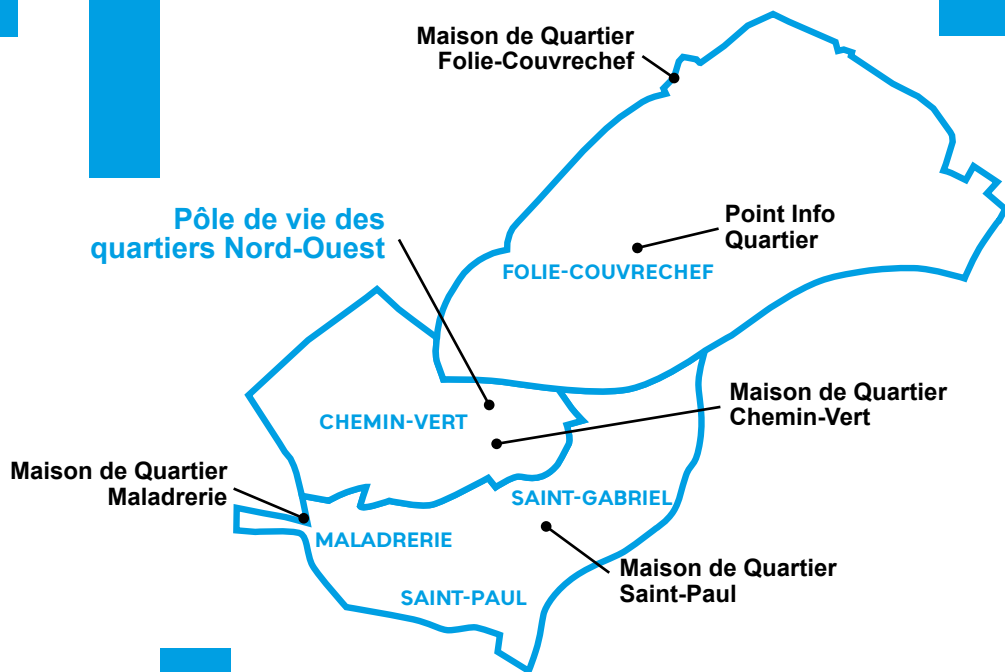 Maison de Quartier
Folie-Couvrechef
Pôle de vie des
quartiers Nord-Ouest
Point Info
Quartier
FOLIE-COUVRECHEF
Maison de Quartier
Chemin-Vert
CHEMIN-VERT
Maison de Quartier
Maladrerie
SAINT-GABRIEL
MALADRERIE
Maison de Quartier
Saint-Paul
SAINT-PAUL